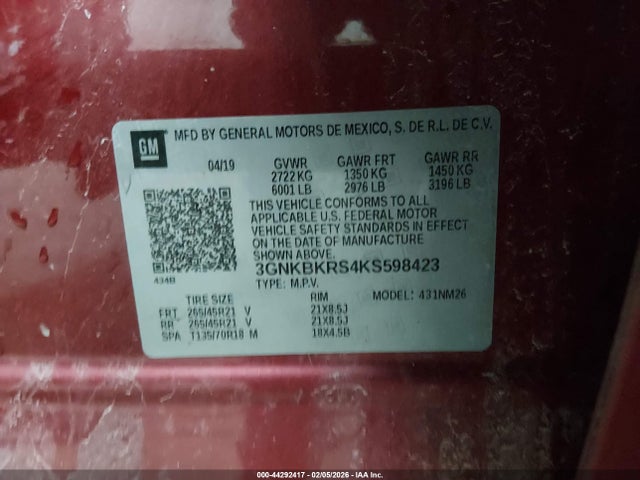 GM
MFD BY GENERAL MOTORS DE MEXICO, S. DE R.L. DE C.V.
04/19 GVWR GAWR FRT GAWR RR
2722 KG 1350 KG 1450 KG
6001 LB 2976 LB 3196 LB
THIS VEHICLE CONFORMS TO ALL
APPLICABLE U.S. FEDERAL MOTOR
VEHICLE SAFETY STANDARDS IN EFFECT
ON THE DATE OF MANUFACTURE
SHOWN ABOVE.
3GNKBKRS4KS598423
434B
TYPE: M.P.V. MODEL: 431NM26
TIRE SIZE RIM
FRT 265/45R21 V 21X8.5J
RR 265/45R21 V 21X8.5J
SPA T135/70R18 M 18X4.5B
000-44292417 - 02/05/2026 - IAA Inc.